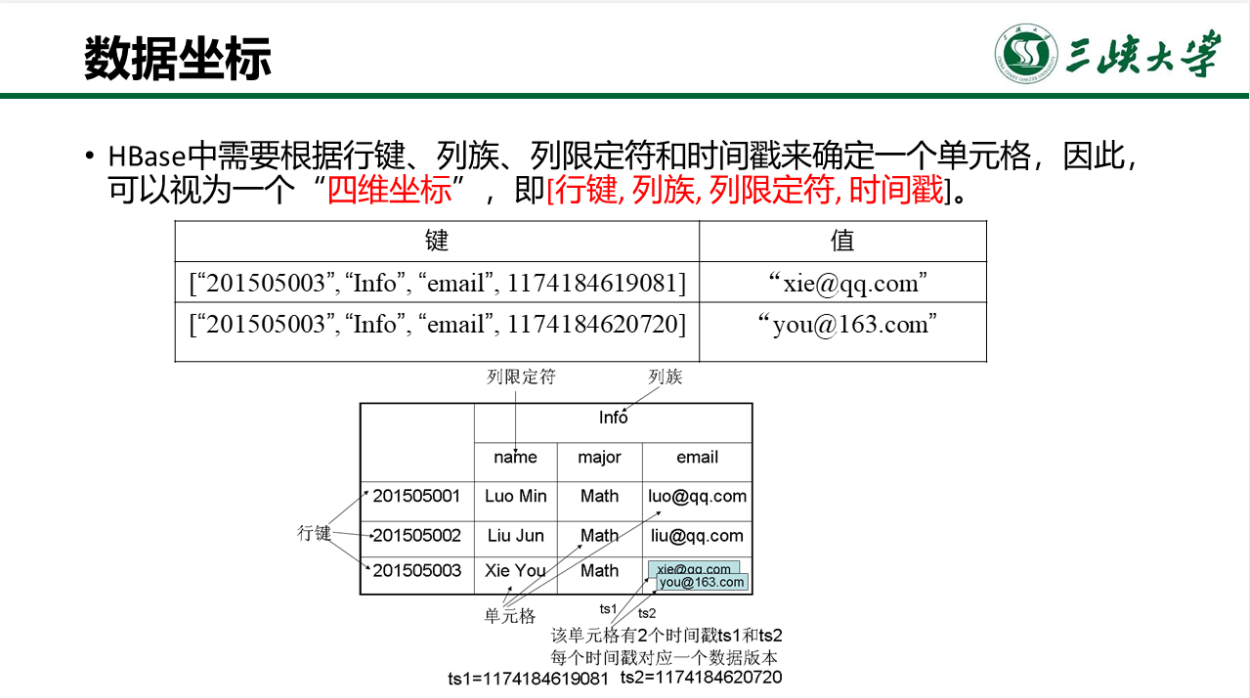 数据坐标
三峡大学
• HBase中需要根据行键、列族、列限定符和时间戳来确定一个单元格，因此，
可以视为一个“四维坐标”，即[行键, 列族, 列限定符, 时间戳]。
键 值
[“201505003”, “Info”, “email”, 1174184619081] “xie@qq.com”
[“201505003”, “Info”, “email”, 1174184620720] “you@163.com”
列限定符 列族
Info
name major email
201505001 Luo Min Math luo@qq.com
行键
201505002 Liu Jun Math liu@qq.com
201505003 Xie You Math xie@qq.com
you@163.com
单元格 ts1 ts2
该单元格有2个时间戳ts1和ts2
每个时间戳对应一个数据版本
ts1=1174184619081 ts2=1174184620720